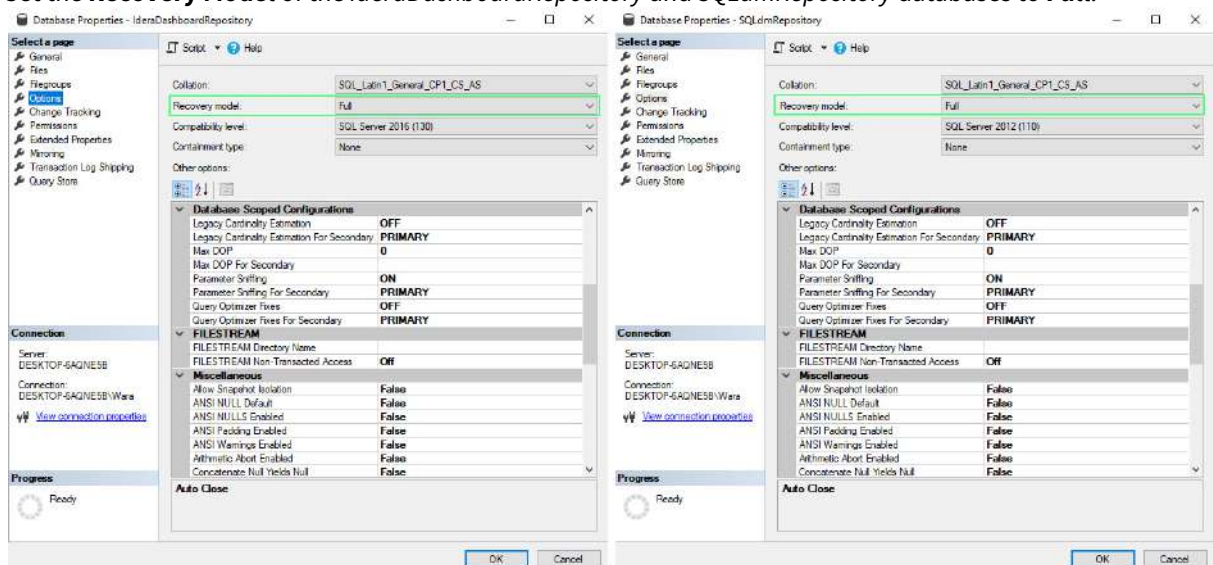 Set the Recovery Model of the IderaDashboardRepository and SQLdmRepository databases to Full.
Database Properties - IderaDashboardRepository
Select a page
General
Files
Filegroups
Options
Change Tracking
Permissions
Extended Properties
Mirroring
Transaction Log Shipping
Query Store
Script Help
Collation: SQL_Latin1_General_CP1_CS_AS
Recovery model: Full
Compatibility level: SQL Server 2016 (130)
Containment type: None
Other options:
Database Scoped Configurations
Legacy Cardinality Estimation OFF
Legacy Cardinality Estimation For Secondary PRIMARY
Max DOP 0
Max DOP For Secondary
Parameter Sniffing ON
Parameter Sniffing For Secondary PRIMARY
Query Optimizer Fixes OFF
Query Optimizer Fixes For Secondary PRIMARY
FILESTREAM
FILESTREAM Directory Name
FILESTREAM Non-Transacted Access Off
Miscellaneous
Allow Snapshot Isolation False
ANSI NULL Default False
ANSI NULLS Enabled False
ANSI Padding Enabled False
ANSI Warnings Enabled False
Arithmetic Abort Enabled False
Concatenate Null Yields Null False
Auto Close
Connection
Server:
DESKTOP-6AQNE5B
Connection:
DESKTOP-6AQNE5B\Wara
View connection properties
Progress
Ready
OK Cancel
Database Properties - SQLdmRepository
Select a page
General
Files
Filegroups
Options
Change Tracking
Permissions
Extended Properties
Mirroring
Transaction Log Shipping
Query Store
Script Help
Collation: SQL_Latin1_General_CP1_CS_AS
Recovery model: Full
Compatibility level: SQL Server 2012 (110)
Containment type: None
Other options:
Database Scoped Configurations
Legacy Cardinality Estimation OFF
Legacy Cardinality Estimation For Secondary PRIMARY
Max DOP 0
Max DOP For Secondary
Parameter Sniffing ON
Parameter Sniffing For Secondary PRIMARY
Query Optimizer Fixes OFF
Query Optimizer Fixes For Secondary PRIMARY
FILESTREAM
FILESTREAM Directory Name
FILESTREAM Non-Transacted Access Off
Miscellaneous
Allow Snapshot Isolation False
ANSI NULL Default False
ANSI NULLS Enabled False
ANSI Padding Enabled False
ANSI Warnings Enabled False
Arithmetic Abort Enabled False
Concatenate Null Yields Null False
Auto Close
Connection
Server:
DESKTOP-6AQNE5B
Connection:
DESKTOP-6AQNE5B\Wara
View connection properties
Progress
Ready
OK Cancel